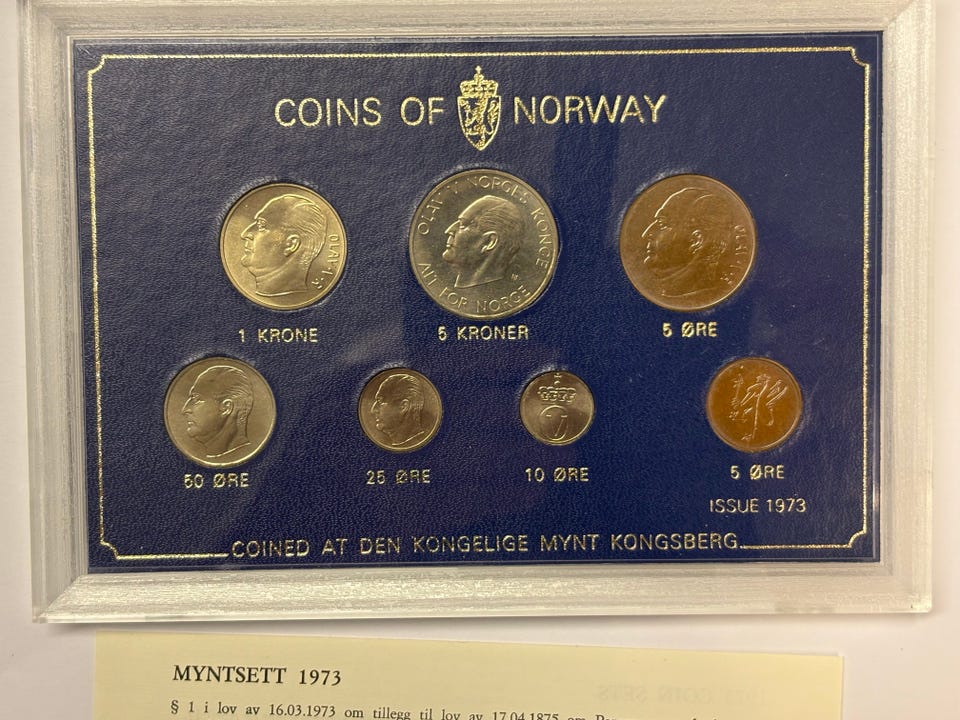 COINS OF NORWAY
OLAV·V·R
OLAV V NORGES KONGE
ALT FOR NORGE
OLAV·V·R
1 KRONE
5 KRONER
5 ØRE
50 ØRE
25 ØRE
10 ØRE
5 ØRE
ISSUE 1973
COINED AT DEN KONGELIGE MYNT KONGSBERG
MYNTSETT 1973
§ 1 i lov av 16.03.1973 om tillegg til lov av 17.04.1875 om